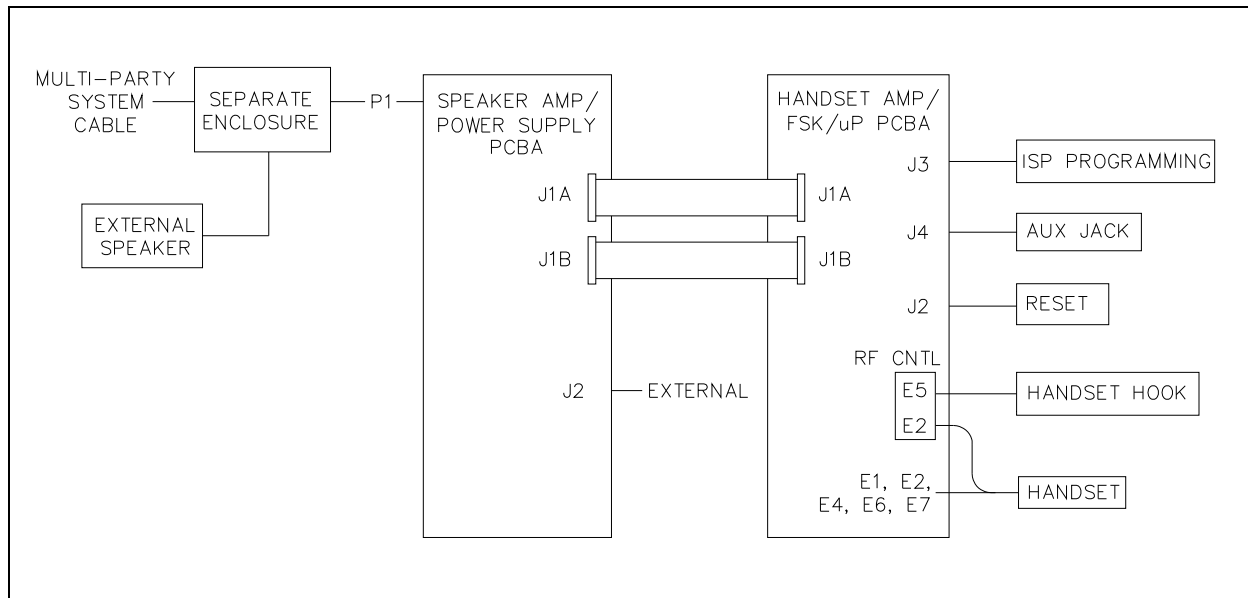 MULTI-PARTY
SYSTEM
CABLE
SEPARATE
ENCLOSURE
P1
EXTERNAL
SPEAKER
SPEAKER AMP/
POWER SUPPLY
PCBA
J1A
J1B
J2
EXTERNAL
HANDSET AMP/
FSK/uP PCBA
J1A
J1B
J3
ISP PROGRAMMING
J4
AUX JACK
J2
RESET
RF CNTL
E5
HANDSET HOOK
E2
E1, E2,
E4, E6, E7
HANDSET